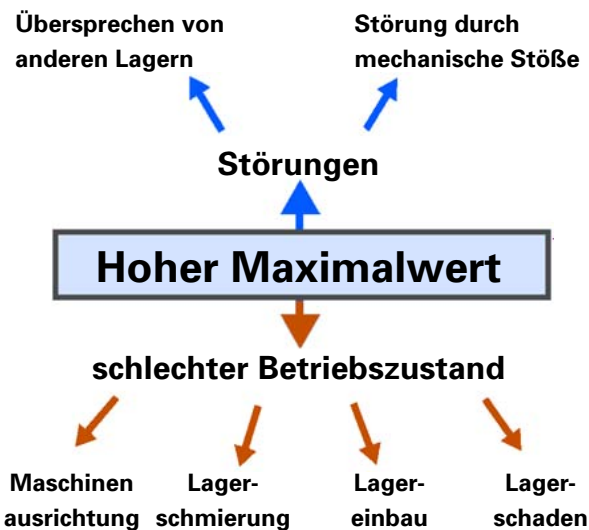 Übersprechen von
anderen Lagern
Störung durch
mechanische Stöße
Störungen
Hoher Maximalwert
schlechter Betriebszustand
Maschinen
ausrichtung
Lager-
schmierung
Lager-
einbau
Lager-
schaden